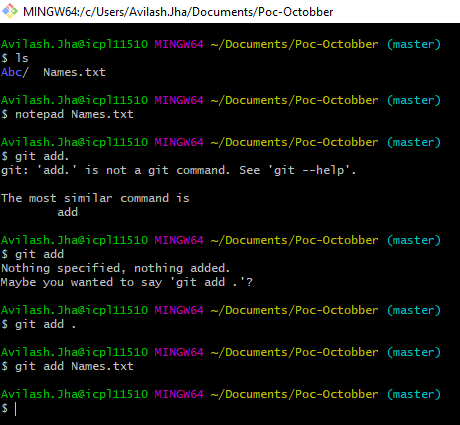 MINGW64:/c/Users/AvilashJha/Documents/Poc-Octobber
Avilash.Jha@icpl11510 MINGW64 ~/Documents/Poc-Octobber (master)
$ ls
Abc/  Names.txt
Avilash.Jha@icpl11510 MINGW64 ~/Documents/Poc-Octobber (master)
$ notepad Names.txt
Avilash.Jha@icpl11510 MINGW64 ~/Documents/Poc-Octobber (master)
$ git add.
git: 'add.' is not a git command. See 'git --help'.
The most similar command is
        add
Avilash.Jha@icpl11510 MINGW64 ~/Documents/Poc-Octobber (master)
$ git add
Nothing specified, nothing added.
Maybe you wanted to say 'git add .'?
Avilash.Jha@icpl11510 MINGW64 ~/Documents/Poc-Octobber (master)
$ git add .
Avilash.Jha@icpl11510 MINGW64 ~/Documents/Poc-Octobber (master)
$ git add Names.txt
Avilash.Jha@icpl11510 MINGW64 ~/Documents/Poc-Octobber (master)
$